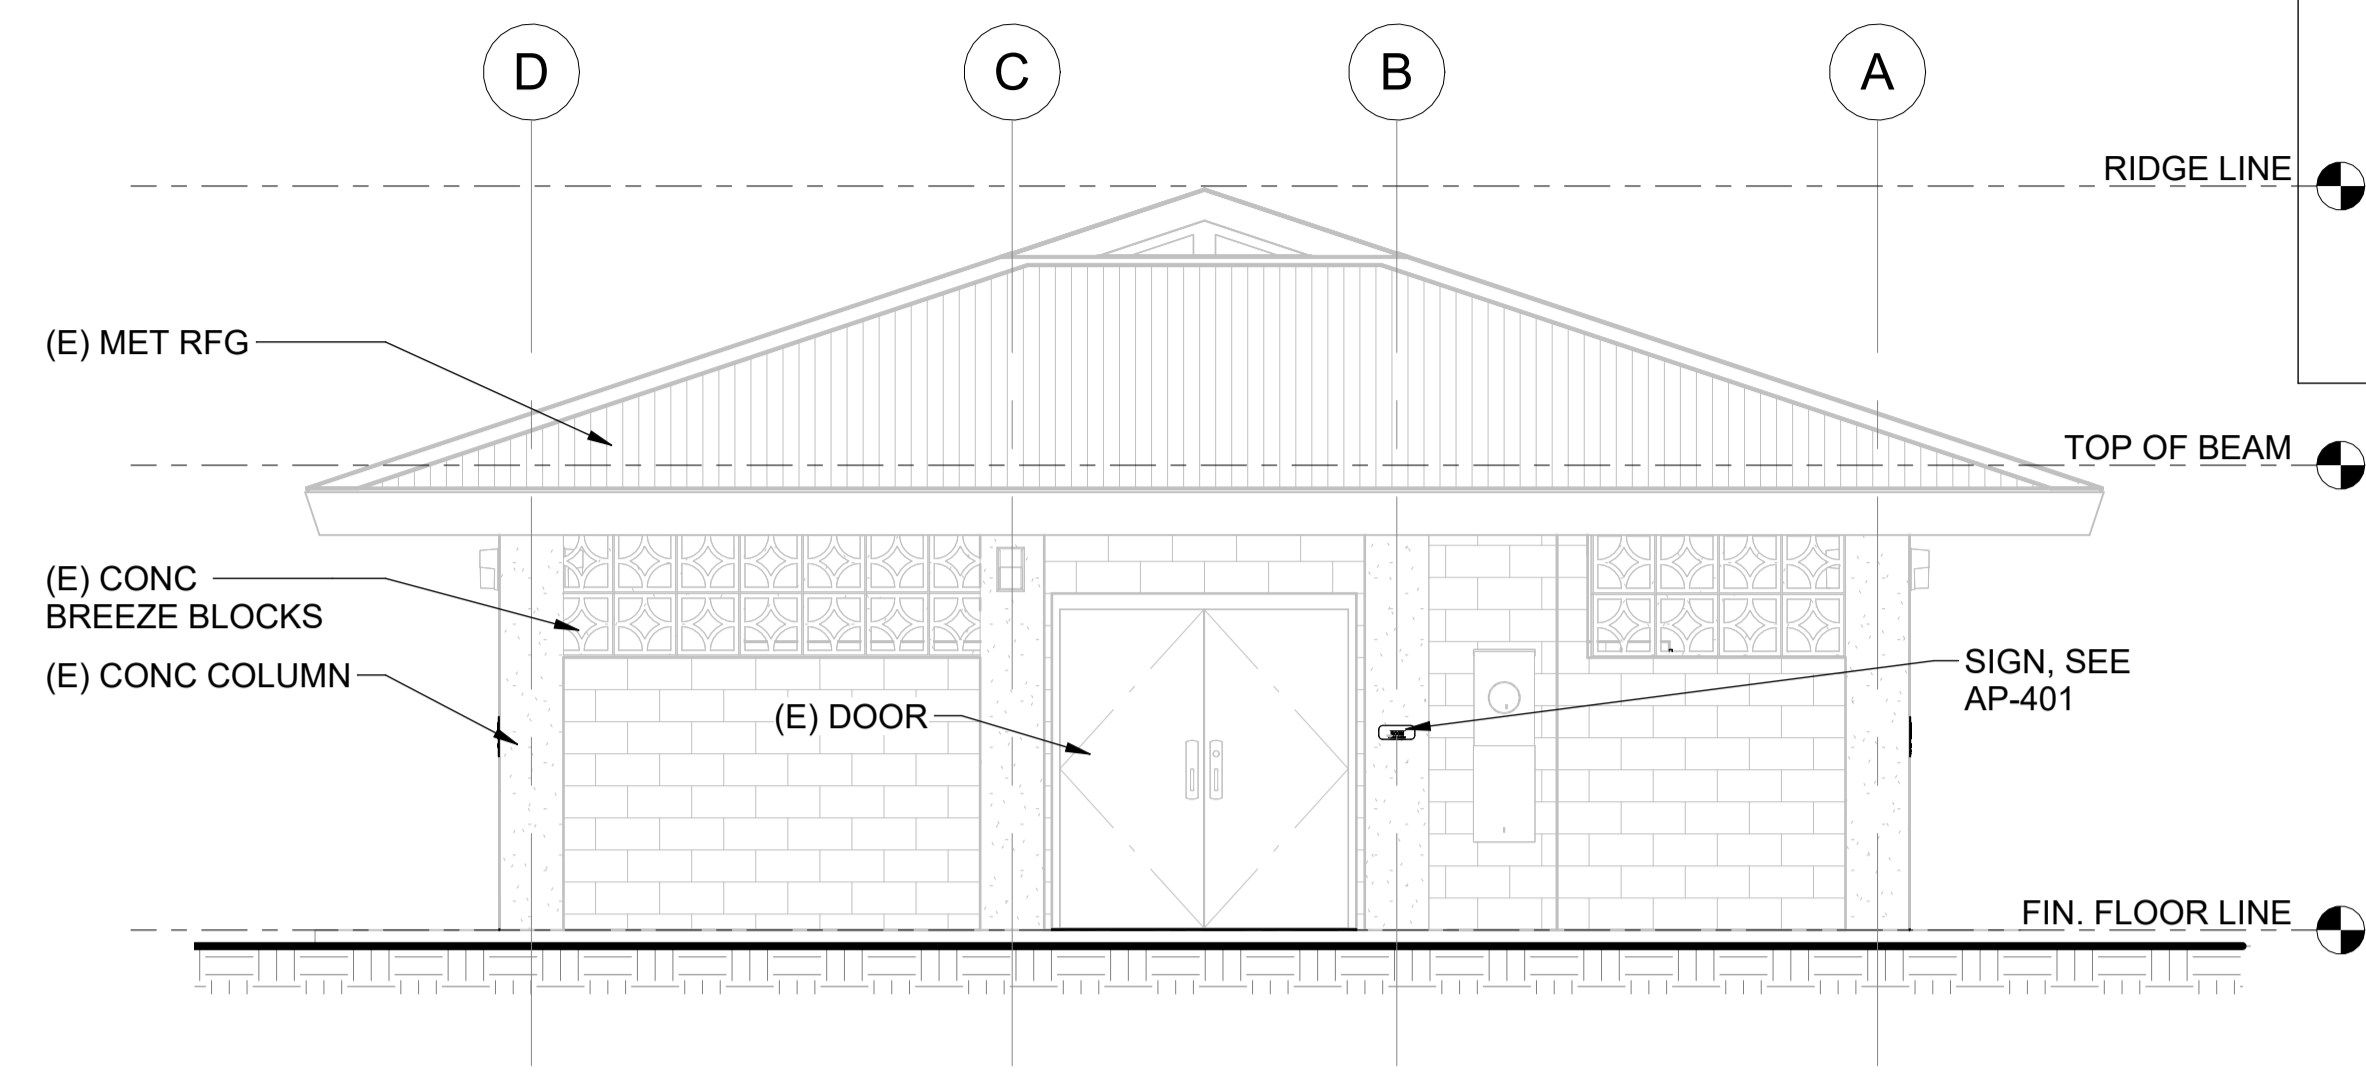 D
C
B
A
RIDGE LINE
(E) MET RFG
TOP OF BEAM
(E) CONC
BREEZE BLOCKS
(E) CONC COLUMN
(E) DOOR
SIGN, SEE
AP-401
FIN. FLOOR LINE